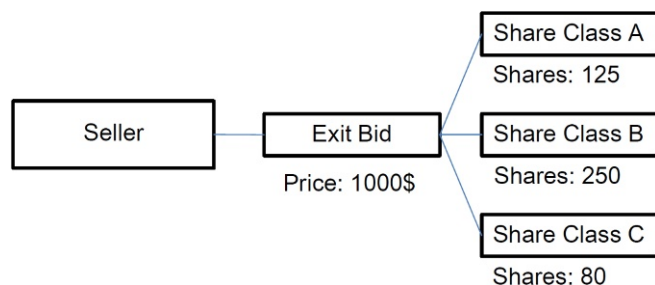 Share Class A
Shares: 125
Seller
Exit Bid
Price: 1000$
Share Class B
Shares: 250
Share Class C
Shares: 80